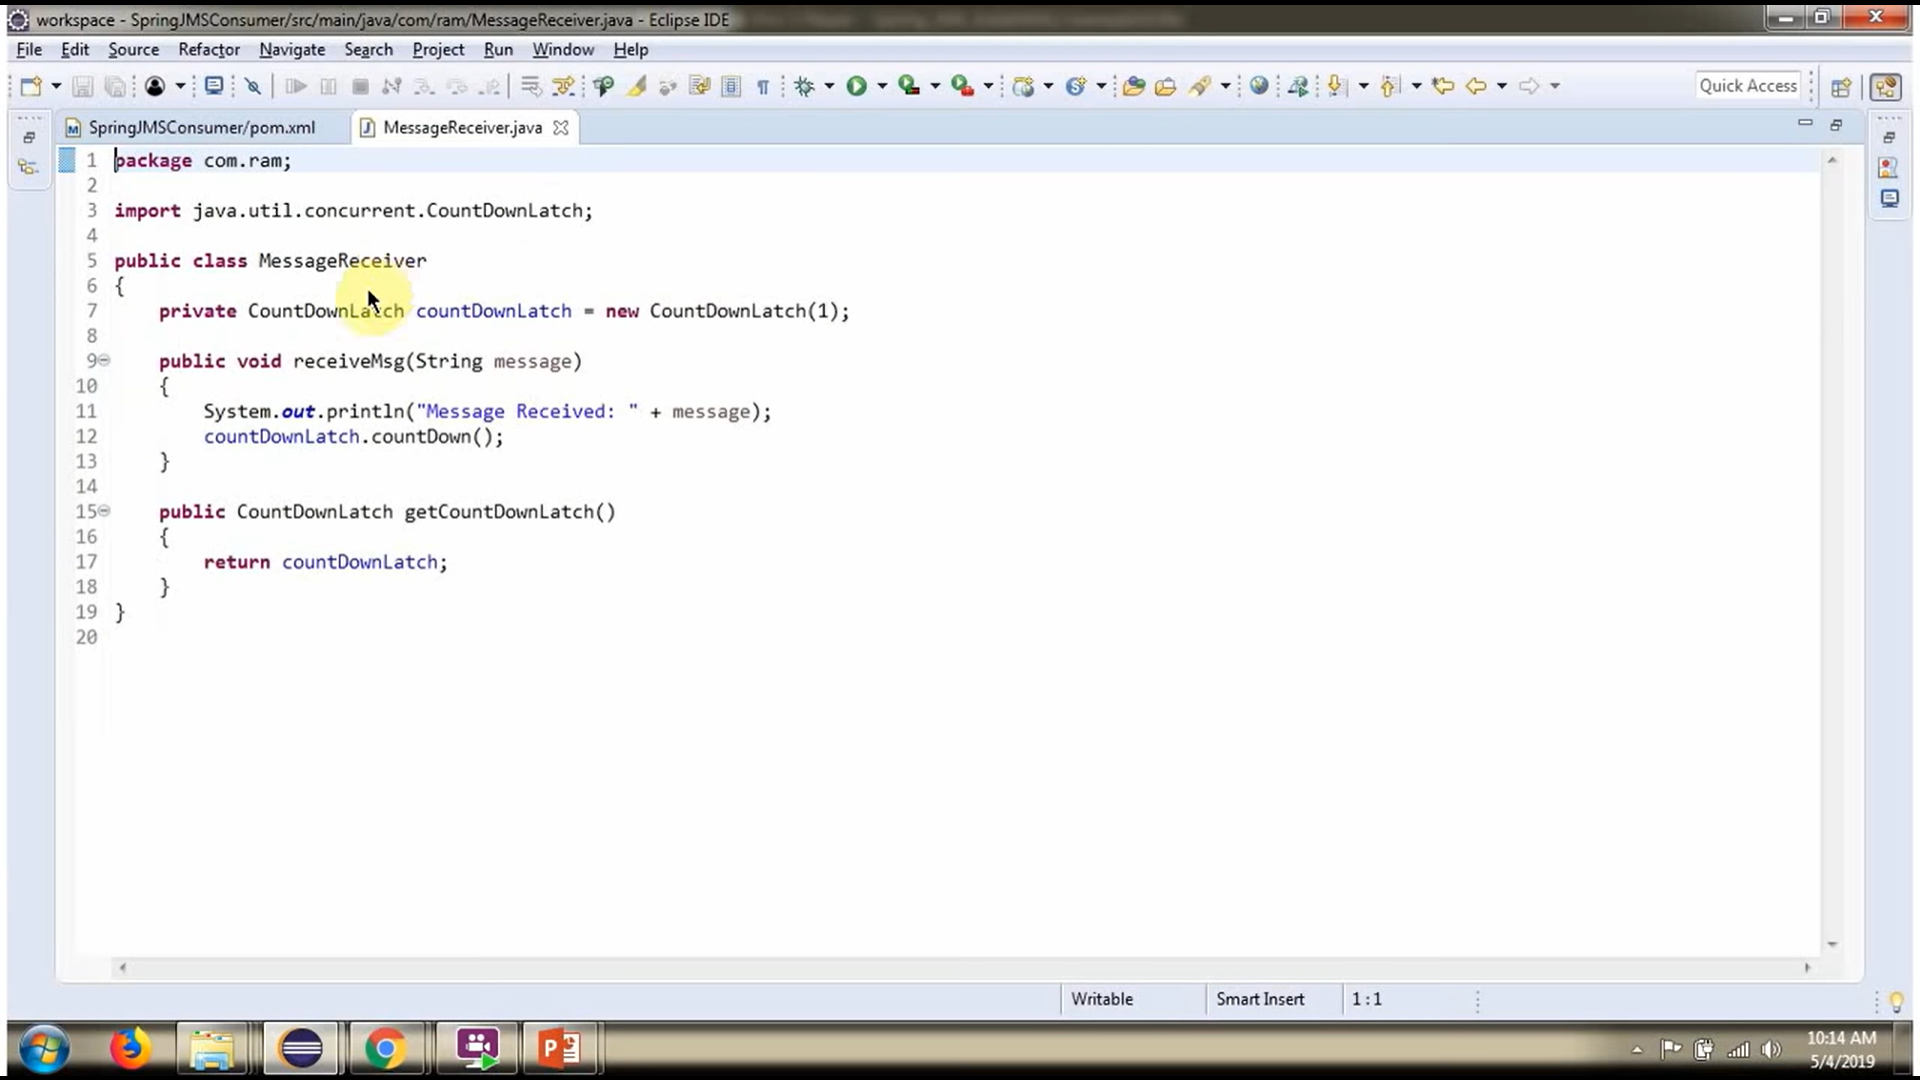 workspace - SpringJMSConsumer/src/main/java/com/ram/MessageReceiver.java - Eclipse IDE
File Edit Source Refactor Navigate Search Project Run Window Help
Quick Access
SpringJMSConsumer/pom.xml MessageReceiver.java
1 package com.ram;
2
3 import java.util.concurrent.CountDownLatch;
4
5 public class MessageReceiver
6 {
7 private CountDownLatch countDownLatch = new CountDownLatch(1);
8
9 public void receiveMsg(String message)
10 {
11 System.out.println("Message Received: " + message);
12 countDownLatch.countDown();
13 }
14
15 public CountDownLatch getCountDownLatch()
16 {
17 return countDownLatch;
18 }
19 }
20
Writable Smart Insert 1 : 1
10:14 AM
5/4/2019